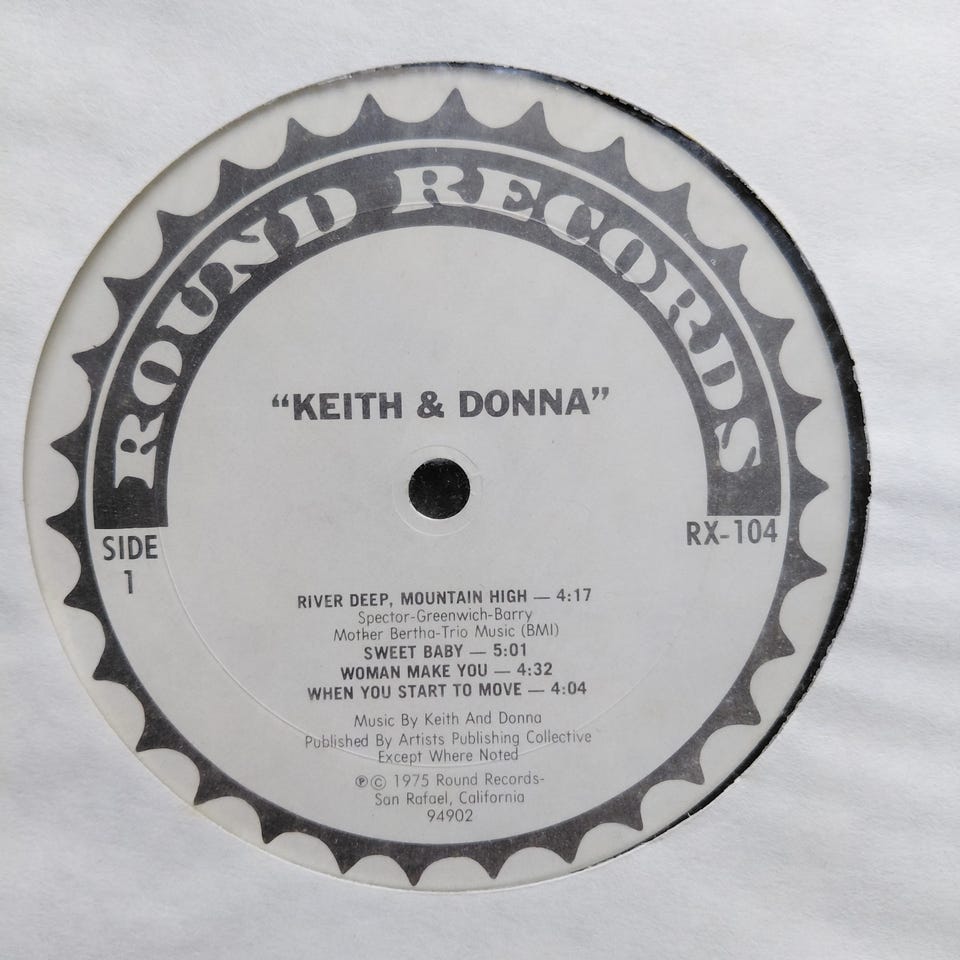 ROUND RECORDS
“KEITH & DONNA”
SIDE
1
RX-104
RIVER DEEP, MOUNTAIN HIGH — 4:17
Spector-Greenwich-Barry
Mother Bertha-Trio Music (BMI)
SWEET BABY — 5:01
WOMAN MAKE YOU — 4:32
WHEN YOU START TO MOVE — 4:04
Music By Keith And Donna
Published By Artists Publishing Collective
Except Where Noted
℗© 1975 Round Records-
San Rafael, California
94902